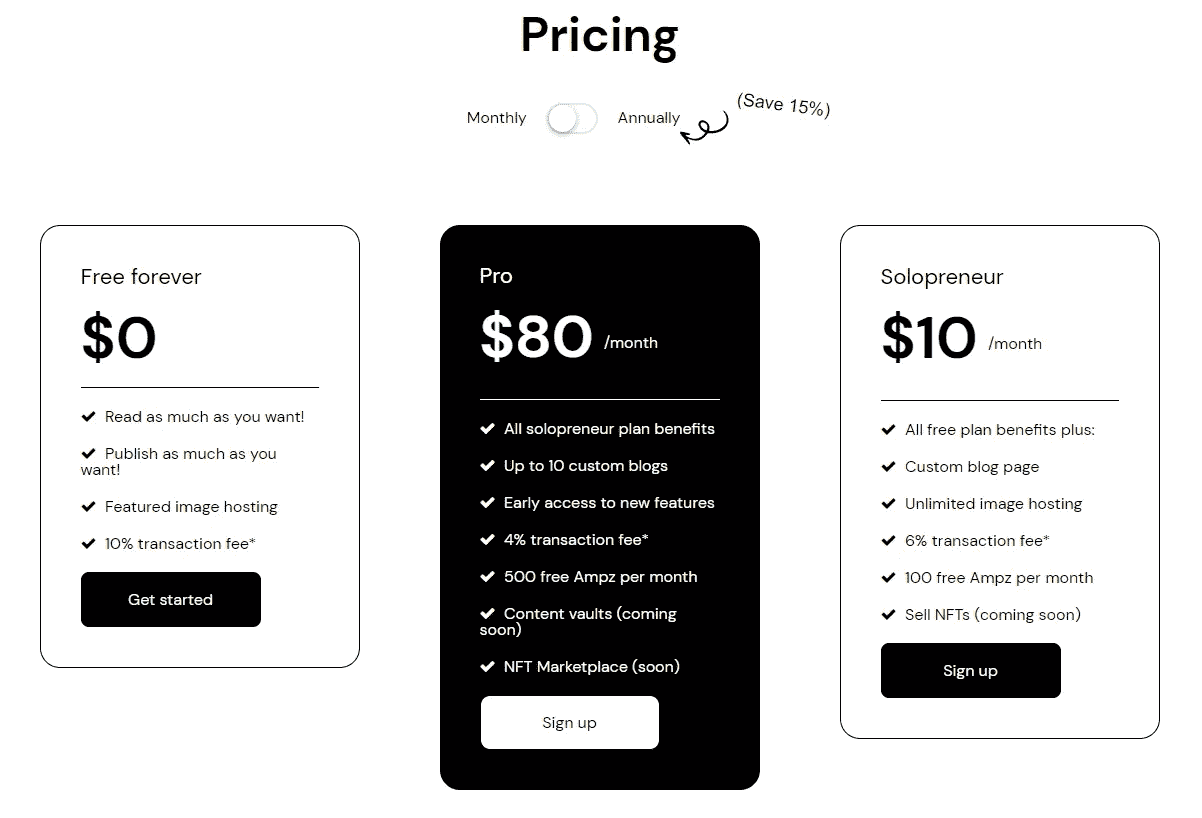 Pricing
Monthly
Annually
(Save 15%)
Free forever
$0
Read as much as you want!
Publish as much as you
want!
Featured image hosting
10% transaction fee*
Get started
Pro
$80 /month
All solopreneur plan benefits
Up to 10 custom blogs
Early access to new features
4% transaction fee*
500 free Ampz per month
Content vaults (coming
soon)
NFT Marketplace (soon)
Sign up
Solopreneur
$10 /month
All free plan benefits plus:
Custom blog page
Unlimited image hosting
6% transaction fee*
100 free Ampz per month
Sell NFTs (coming soon)
Sign up